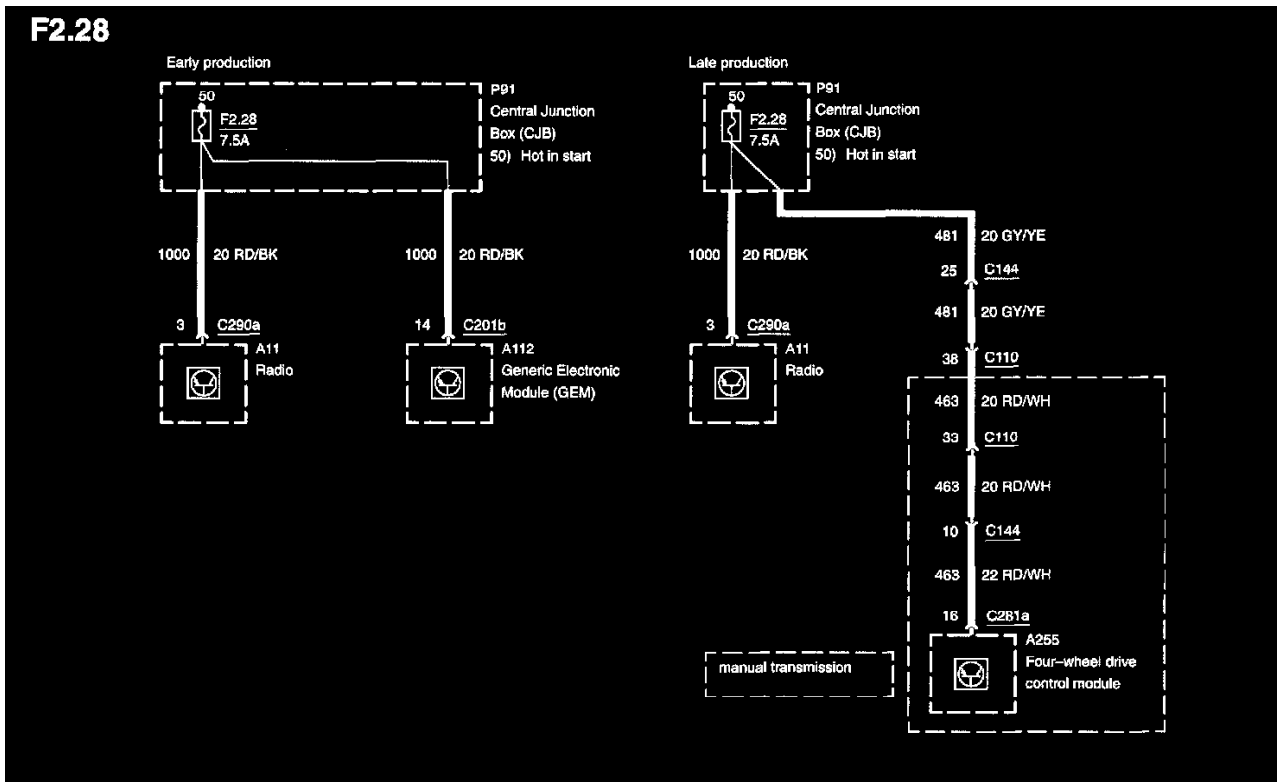 F2.28
Early production
50
F2.28
7.5A
P91
Central Junction
Box (CJB)
50) Hot in start
1000 20 RD/BK
1000 20 RD/BK
3 C290a
14 C201b
A11
Radio
A112
Generic Electronic
Module (GEM)
Late production
50
F2.28
7.5A
P91
Central Junction
Box (CJB)
50) Hot in start
1000 20 RD/BK
3 C290a
A11
Radio
481 20 GY/YE
25 C144
481 20 GY/YE
38 C110
463 20 RD/WH
33 C110
463 20 RD/WH
10 C144
463 22 RD/WH
16 C281a
A255
Four–wheel drive
control module
manual transmission